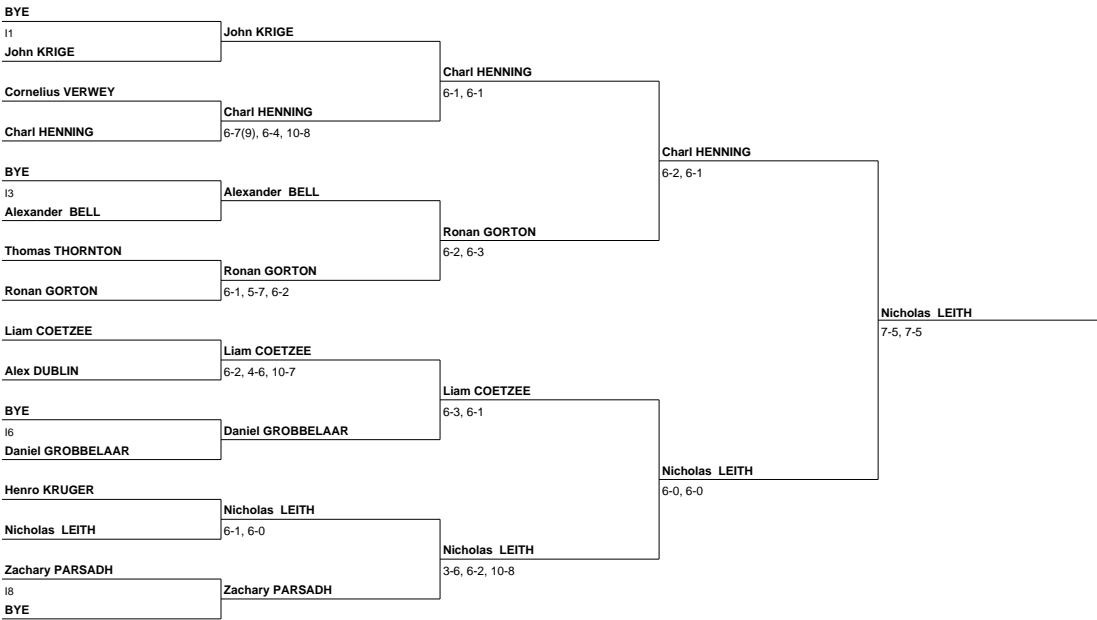 BYE
I1
John KRIGE
John KRIGE
Cornelius VERWEY
Charl HENNING
Charl HENNING
6-7(9), 6-4, 10-8
Charl HENNING
6-1, 6-1
BYE
I3
Alexander BELL
Alexander BELL
Thomas THORNTON
Ronan GORTON
Ronan GORTON
6-1, 5-7, 6-2
Ronan GORTON
6-2, 6-3
Charl HENNING
6-2, 6-1
Liam COETZEE
Alex DUBLIN
Liam COETZEE
6-2, 4-6, 10-7
BYE
I6
Daniel GROBBELAAR
Daniel GROBBELAAR
Liam COETZEE
6-3, 6-1
Henro KRUGER
Nicholas LEITH
Nicholas LEITH
6-1, 6-0
Zachary PARSADH
I8
BYE
Zachary PARSADH
Nicholas LEITH
3-6, 6-2, 10-8
Nicholas LEITH
6-0, 6-0
Nicholas LEITH
7-5, 7-5